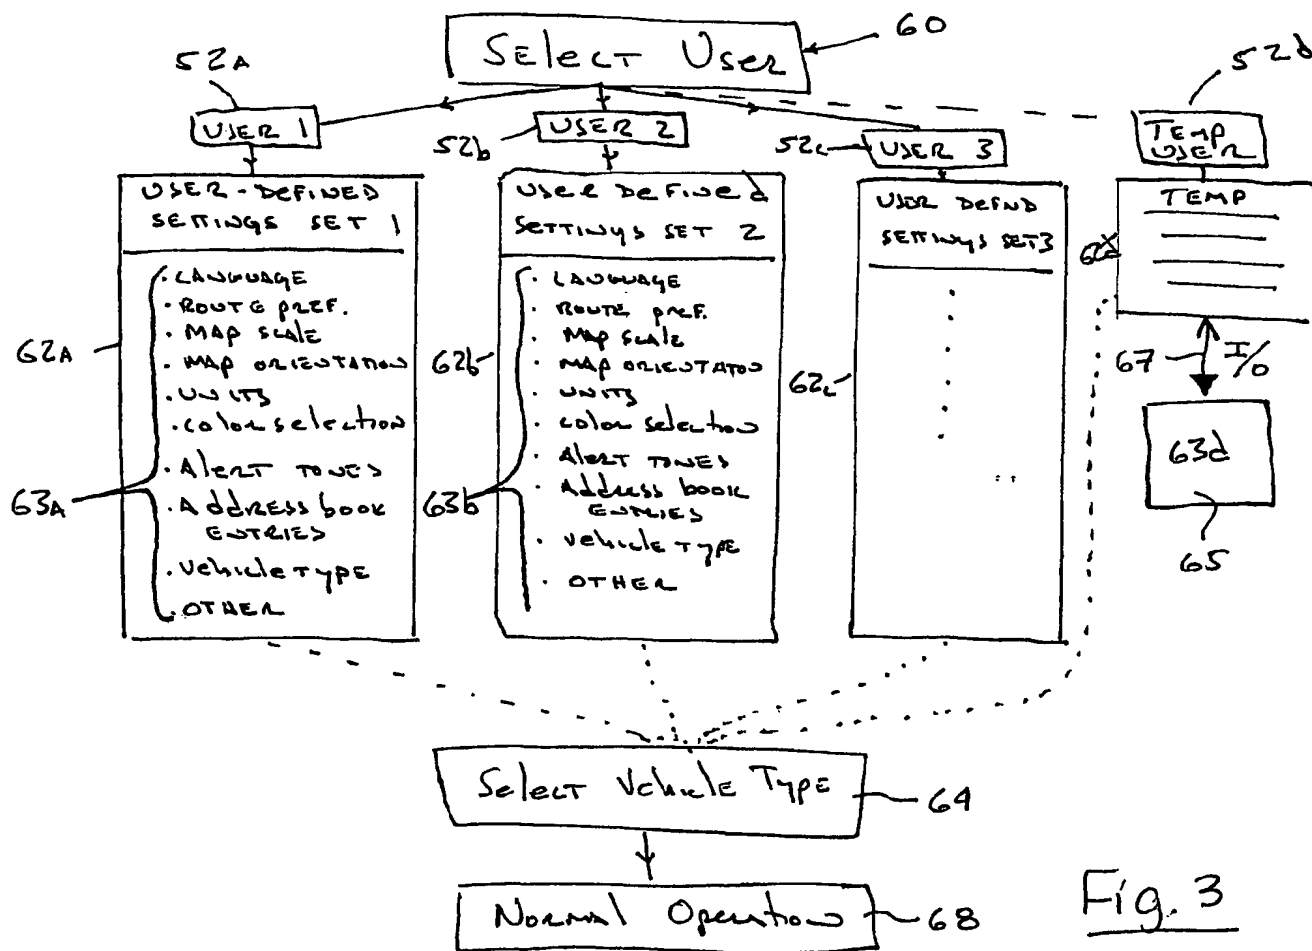 SELECT USER
60
52A
52b
52c
52d
USER 1
USER 2
USER 3
TEMP
USER
USER-DEFINED
SETTINGS SET 1
· LANGUAGE
· ROUTE PREF.
· MAP SCALE
· MAP ORIENTATION
· UNITS
· COLOR SELECTION
· ALERT TONES
· ADDRESS BOOK
ENTRIES
· VEHICLE TYPE
· OTHER
62A
63A
USER DEFINED
SETTINGS SET 2
· LANGUAGE
· ROUTE PREF.
· MAP SCALE
· MAP ORIENTATON
· UNITS
· COLOR SELECTION
· ALERT TONES
· ADDRESS BOOK
ENTRIES
· VEHICLE TYPE
· OTHER
62b
63b
USER DEFND
SETTINGS SET3
62c
TEMP
62d
67
I/O
63d
65
SELECT VEHICLE TYPE
64
NORMAL OPERATION
68
Fig. 3